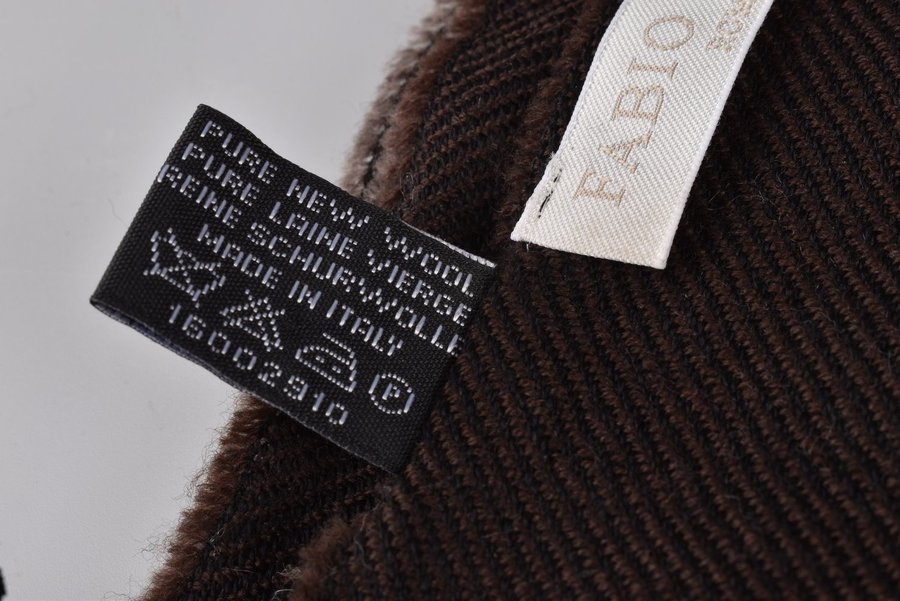 PURE NEW WOOL
PURE LAINE VIERGE
REINE SCHURWOLLE
MADE IN ITALY
P
16002910
FABIO